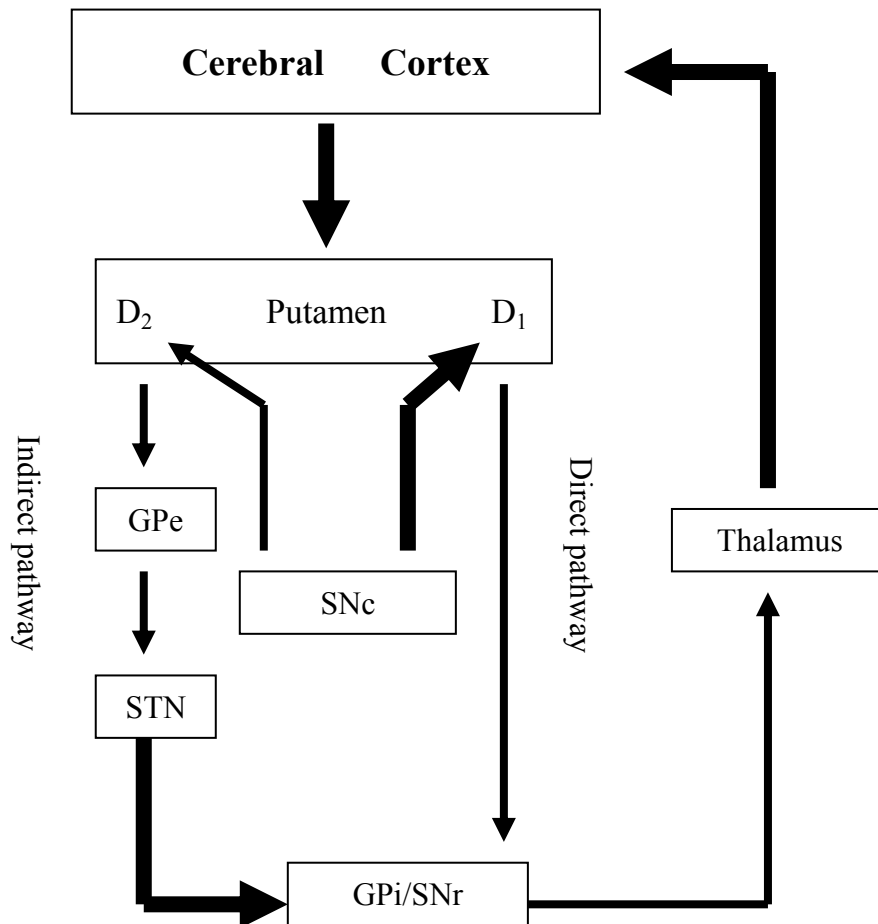 Cerebral Cortex
D₂ Putamen D₁
Indirect pathway
Direct pathway
GPe
Thalamus
SNc
STN
GPi/SNr